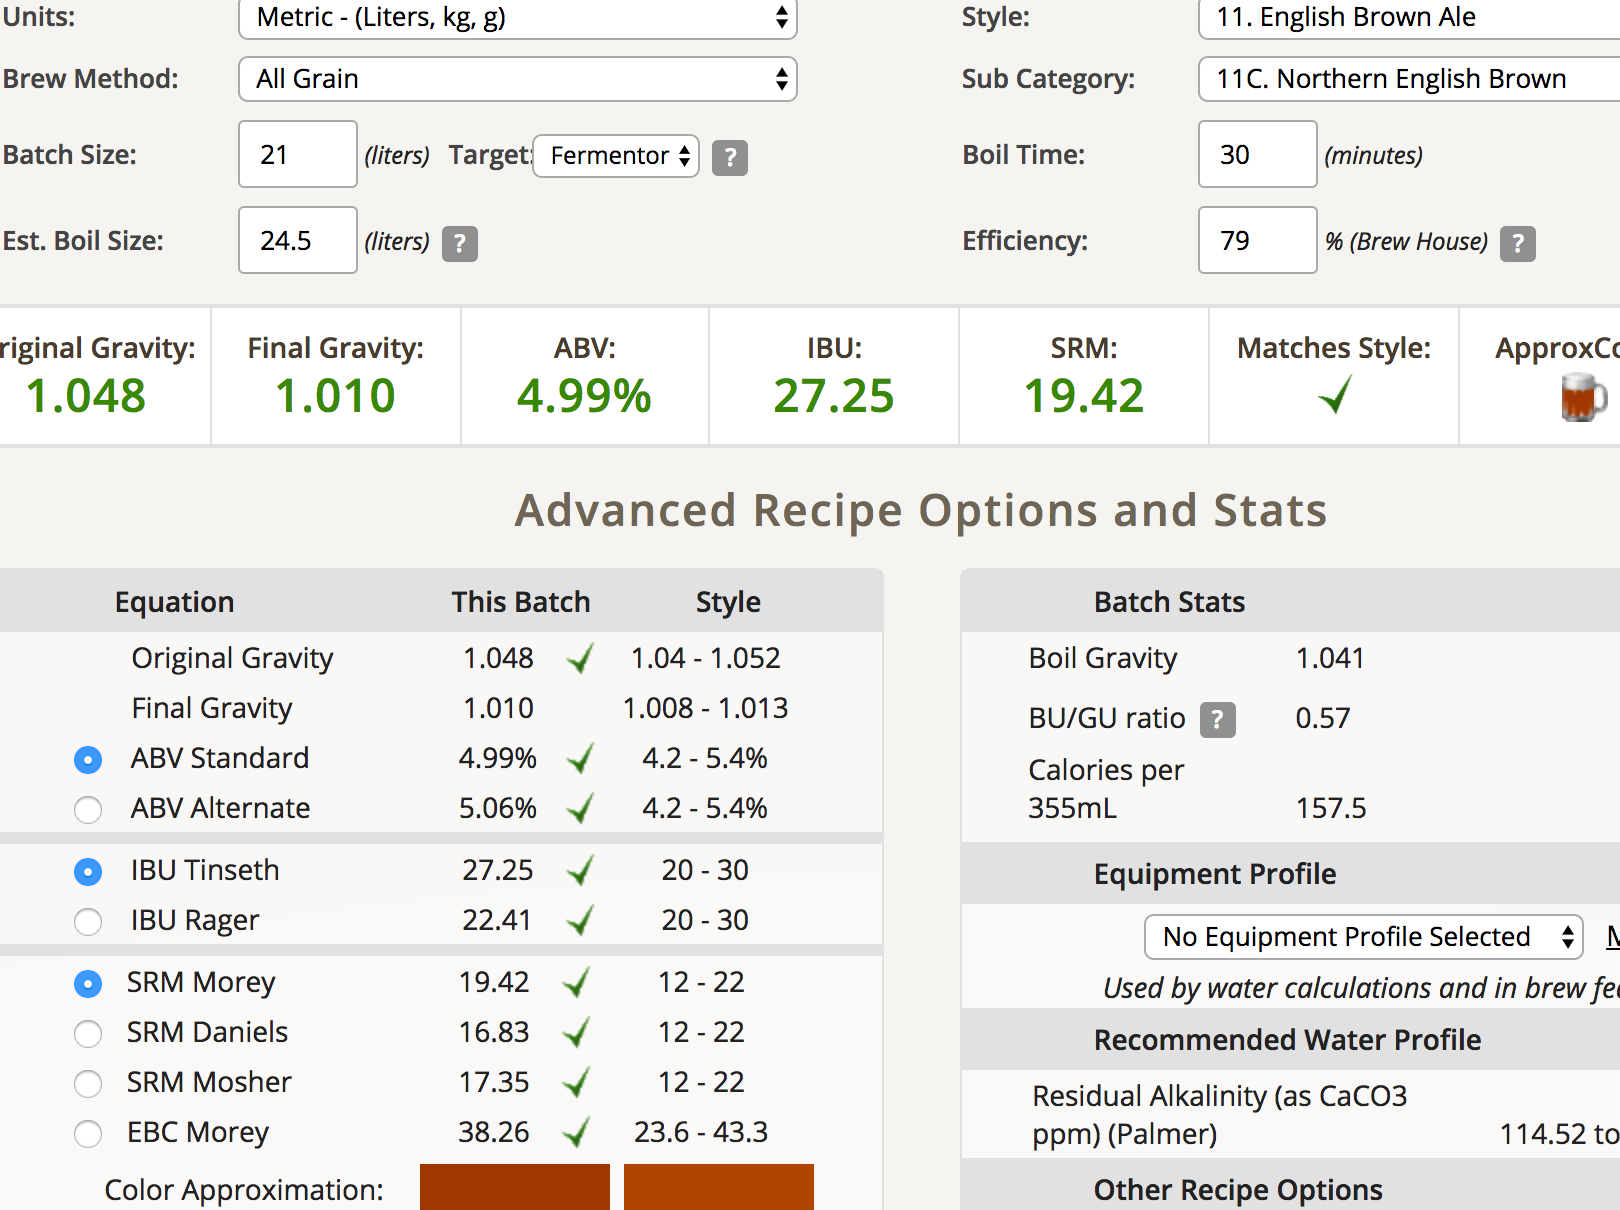 Units: Metric - (Liters, kg, g) Style: 11. English Brown Ale
Brew Method: All Grain Sub Category: 11C. Northern English Brown
Batch Size: 21 (liters) Target: Fermentor ? Boil Time: 30 (minutes)
Est. Boil Size: 24.5 (liters) ? Efficiency: 79 % (Brew House) ?
riginal Gravity: Final Gravity: ABV: IBU: SRM: Matches Style: ApproxCo
1.048 1.010 4.99% 27.25 19.42
Advanced Recipe Options and Stats
Equation This Batch Style
Original Gravity 1.048 1.04 - 1.052
Final Gravity 1.010 1.008 - 1.013
ABV Standard 4.99% 4.2 - 5.4%
ABV Alternate 5.06% 4.2 - 5.4%
IBU Tinseth 27.25 20 - 30
IBU Rager 22.41 20 - 30
SRM Morey 19.42 12 - 22
SRM Daniels 16.83 12 - 22
SRM Mosher 17.35 12 - 22
EBC Morey 38.26 23.6 - 43.3
Color Approximation:
Batch Stats
Boil Gravity 1.041
BU/GU ratio ? 0.57
Calories per
355mL 157.5
Equipment Profile
No Equipment Profile Selected M
Used by water calculations and in brew fea
Recommended Water Profile
Residual Alkalinity (as CaCO3
ppm) (Palmer) 114.52 to
Other Recipe Options